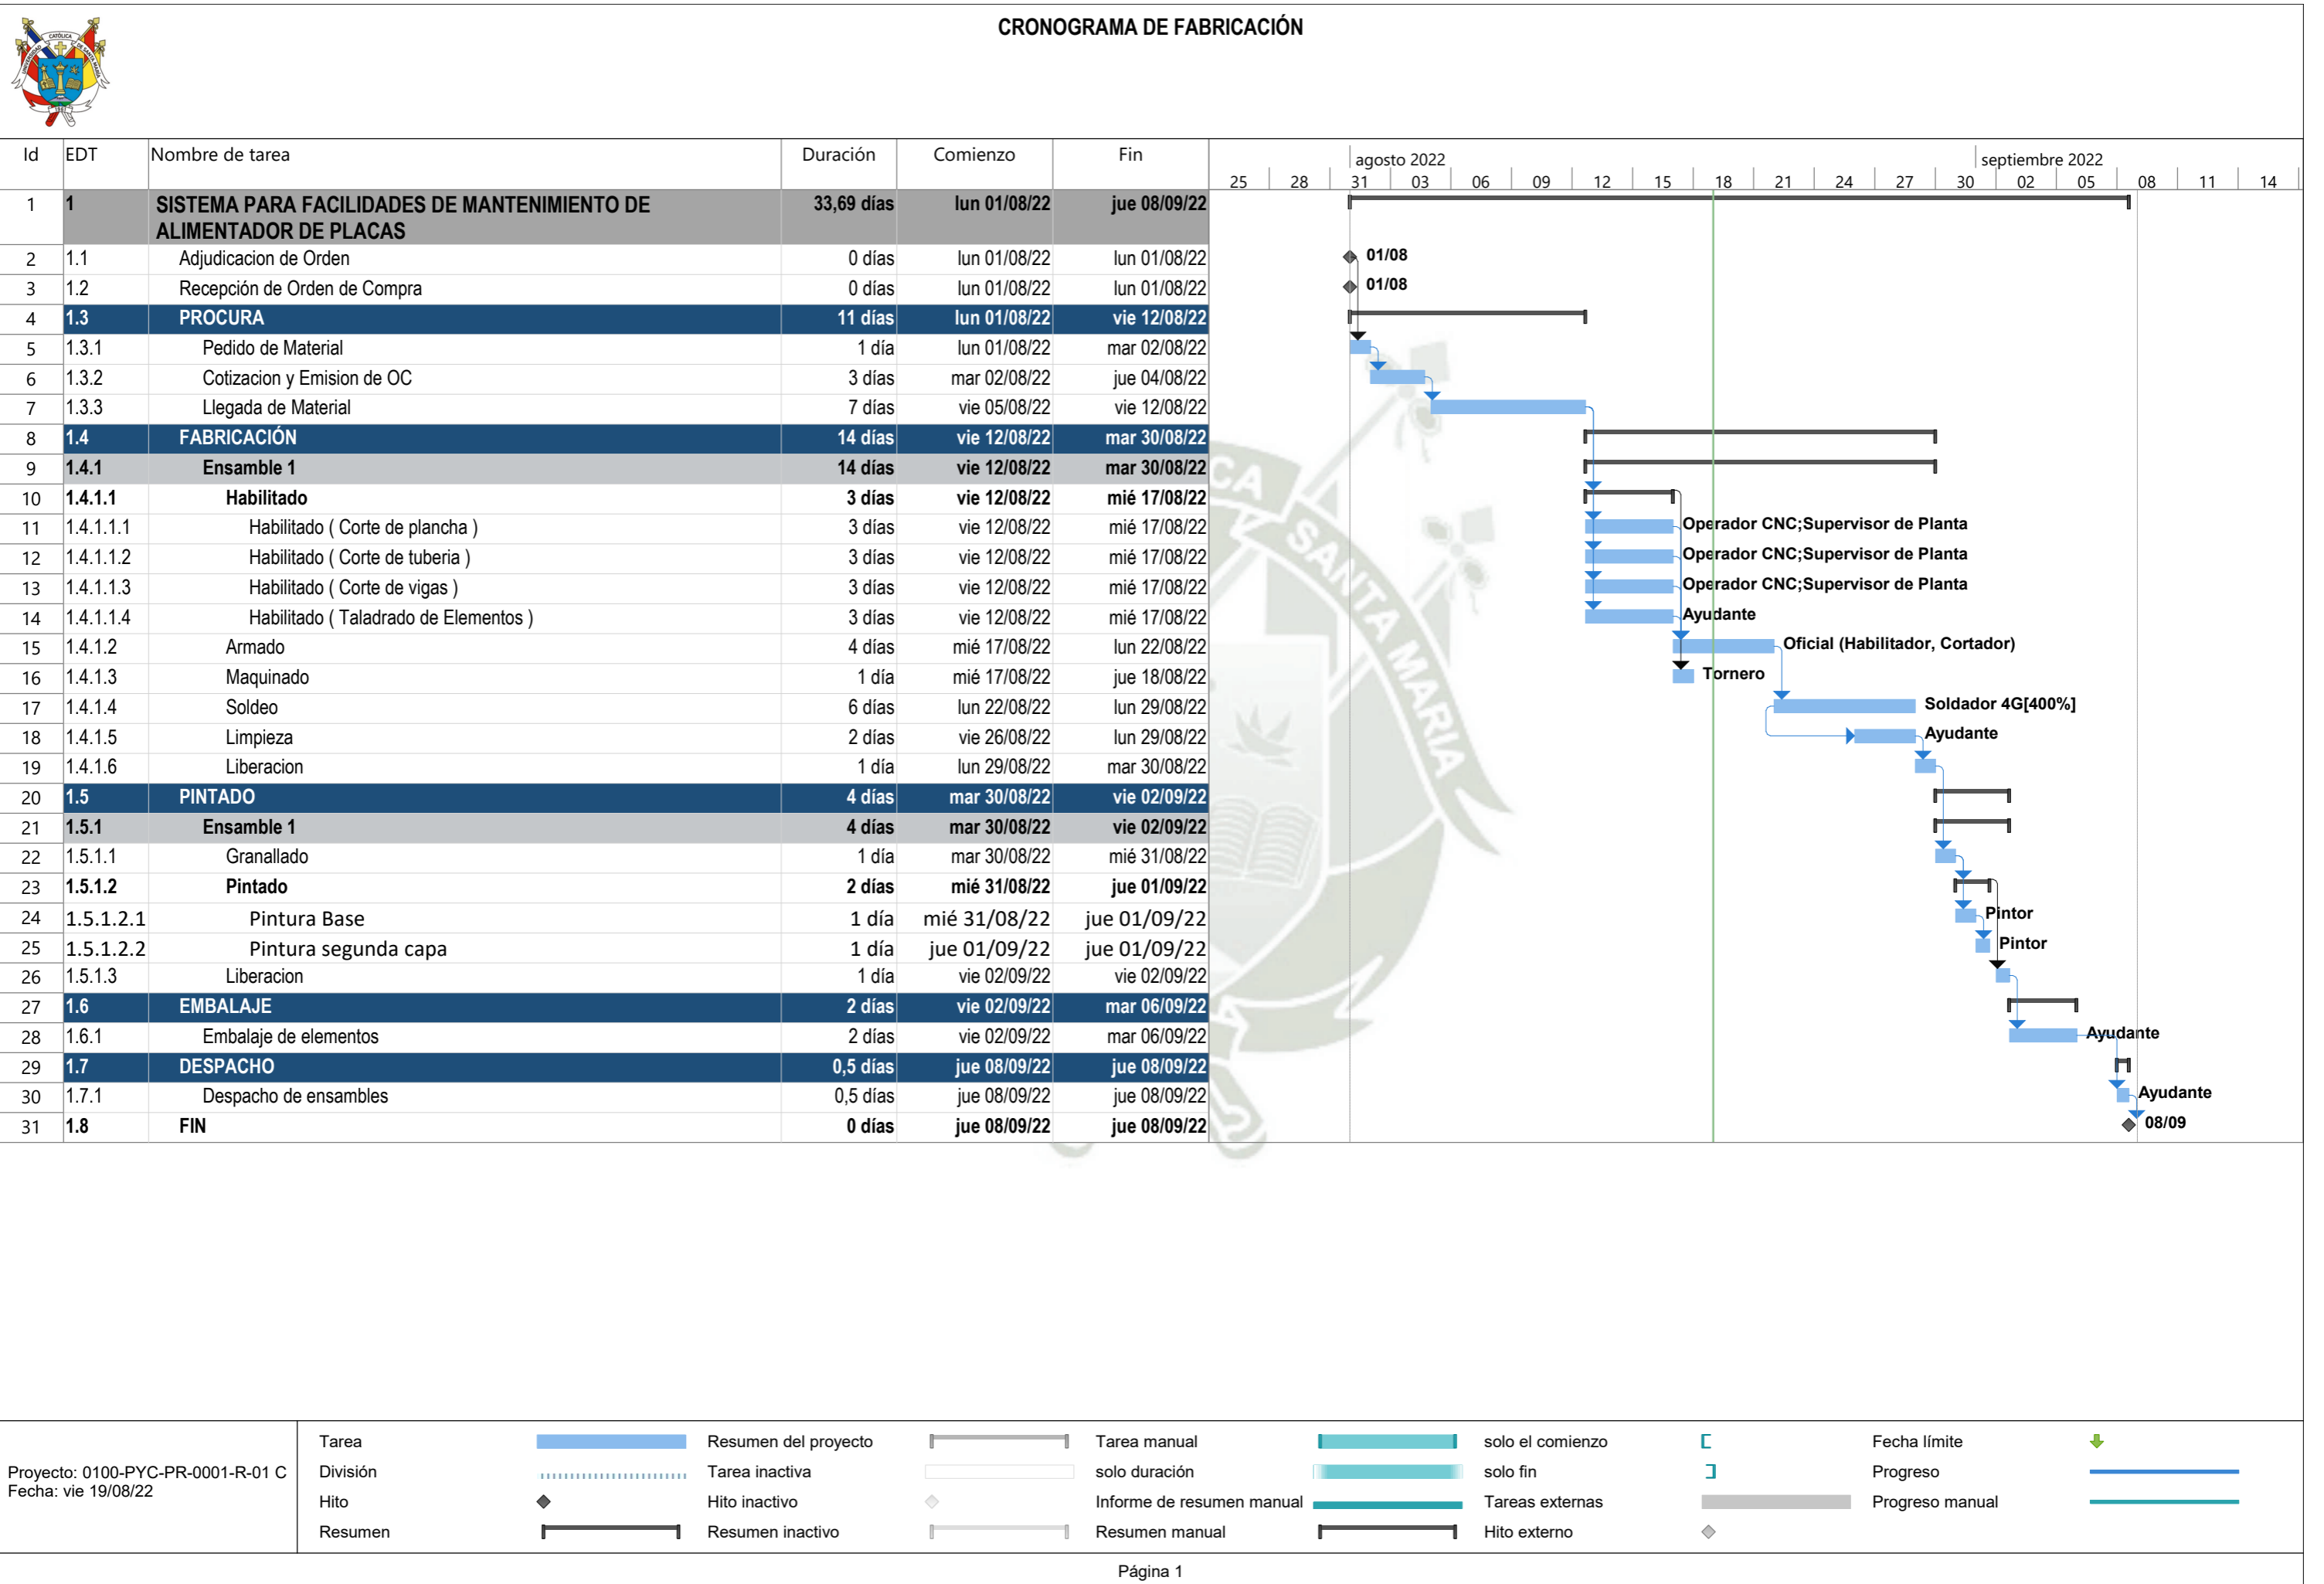 CRONOGRAMA DE FABRICACIÓN
Id EDT Nombre de tarea Duración Comienzo Fin
agosto 2022 septiembre 2022
25 28 31 03 06 09 12 15 18 21 24 27 30 02 05 08 11 14
1 1 SISTEMA PARA FACILIDADES DE MANTENIMIENTO DE 33,69 días lun 01/08/22 jue 08/09/22
ALIMENTADOR DE PLACAS
2 1.1 Adjudicacion de Orden 0 días lun 01/08/22 lun 01/08/22 01/08
3 1.2 Recepción de Orden de Compra 0 días lun 01/08/22 lun 01/08/22 01/08
4 1.3 PROCURA 11 días lun 01/08/22 vie 12/08/22
5 1.3.1 Pedido de Material 1 día lun 01/08/22 mar 02/08/22
6 1.3.2 Cotizacion y Emision de OC 3 días mar 02/08/22 jue 04/08/22
7 1.3.3 Llegada de Material 7 días vie 05/08/22 vie 12/08/22
8 1.4 FABRICACIÓN 14 días vie 12/08/22 mar 30/08/22
9 1.4.1 Ensamble 1 14 días vie 12/08/22 mar 30/08/22
10 1.4.1.1 Habilitado 3 días vie 12/08/22 mié 17/08/22
11 1.4.1.1.1 Habilitado ( Corte de plancha ) 3 días vie 12/08/22 mié 17/08/22 Operador CNC;Supervisor de Planta
12 1.4.1.1.2 Habilitado ( Corte de tuberia ) 3 días vie 12/08/22 mié 17/08/22 Operador CNC;Supervisor de Planta
13 1.4.1.1.3 Habilitado ( Corte de vigas ) 3 días vie 12/08/22 mié 17/08/22 Operador CNC;Supervisor de Planta
14 1.4.1.1.4 Habilitado ( Taladrado de Elementos ) 3 días vie 12/08/22 mié 17/08/22 Ayudante
15 1.4.1.2 Armado 4 días mié 17/08/22 lun 22/08/22 Oficial (Habilitador, Cortador)
16 1.4.1.3 Maquinado 1 día mié 17/08/22 jue 18/08/22 Tornero
17 1.4.1.4 Soldeo 6 días lun 22/08/22 lun 29/08/22 Soldador 4G[400%]
18 1.4.1.5 Limpieza 2 días vie 26/08/22 lun 29/08/22 Ayudante
19 1.4.1.6 Liberacion 1 día lun 29/08/22 mar 30/08/22
20 1.5 PINTADO 4 días mar 30/08/22 vie 02/09/22
21 1.5.1 Ensamble 1 4 días mar 30/08/22 vie 02/09/22
22 1.5.1.1 Granallado 1 día mar 30/08/22 mié 31/08/22
23 1.5.1.2 Pintado 2 días mié 31/08/22 jue 01/09/22
24 1.5.1.2.1 Pintura Base 1 día mié 31/08/22 jue 01/09/22 Pintor
25 1.5.1.2.2 Pintura segunda capa 1 día jue 01/09/22 jue 01/09/22 Pintor
26 1.5.1.3 Liberacion 1 día vie 02/09/22 vie 02/09/22
27 1.6 EMBALAJE 2 días vie 02/09/22 mar 06/09/22
28 1.6.1 Embalaje de elementos 2 días vie 02/09/22 mar 06/09/22 Ayudante
29 1.7 DESPACHO 0,5 días jue 08/09/22 jue 08/09/22
30 1.7.1 Despacho de ensambles 0,5 días jue 08/09/22 jue 08/09/22 Ayudante
31 1.8 FIN 0 días jue 08/09/22 jue 08/09/22 08/09
CA SANTA MARIA
Proyecto: 0100-PYC-PR-0001-R-01 C
Fecha: vie 19/08/22
Tarea Resumen del proyecto Tarea manual solo el comienzo Fecha límite
División Tarea inactiva solo duración solo fin Progreso
Hito Hito inactivo Informe de resumen manual Tareas externas Progreso manual
Resumen Resumen inactivo Resumen manual Hito externo
Página 1